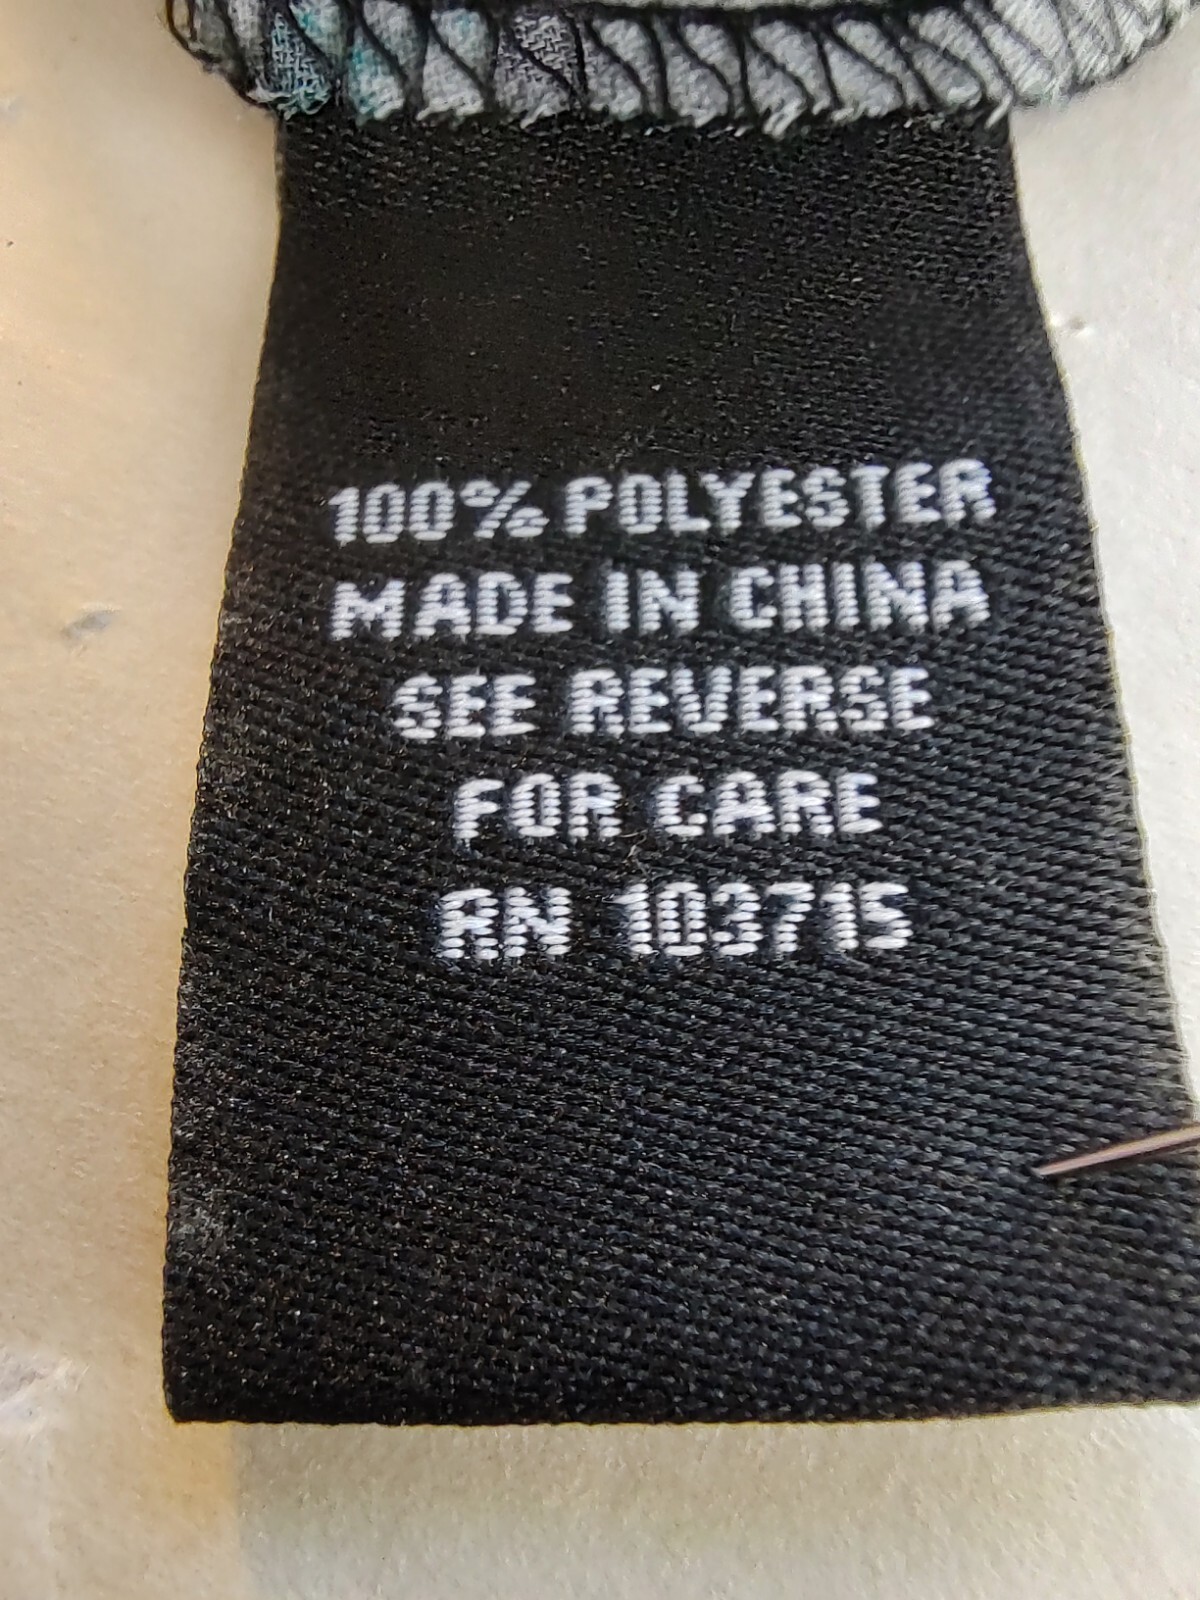 100% POLYESTER
MADE IN CHINA
SEE REVERSE
FOR CARE
RN 103715